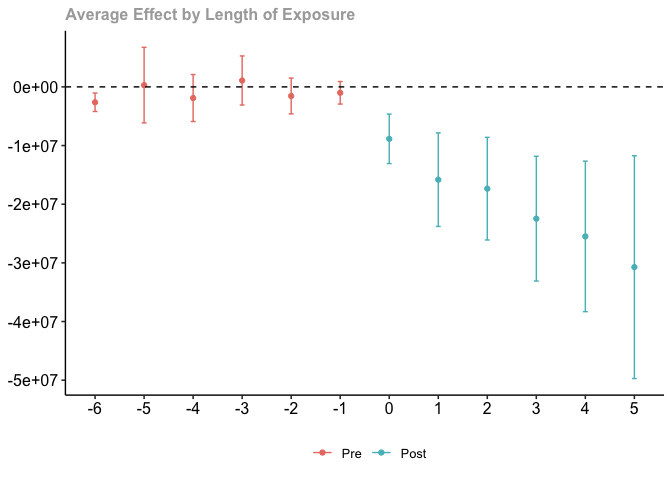 Average Effect by Length of Exposure
0e+00
-1e+07
-2e+07
-3e+07
-4e+07
-5e+07
-6 -5 -4 -3 -2 -1 0 1 2 3 4 5
Pre Post